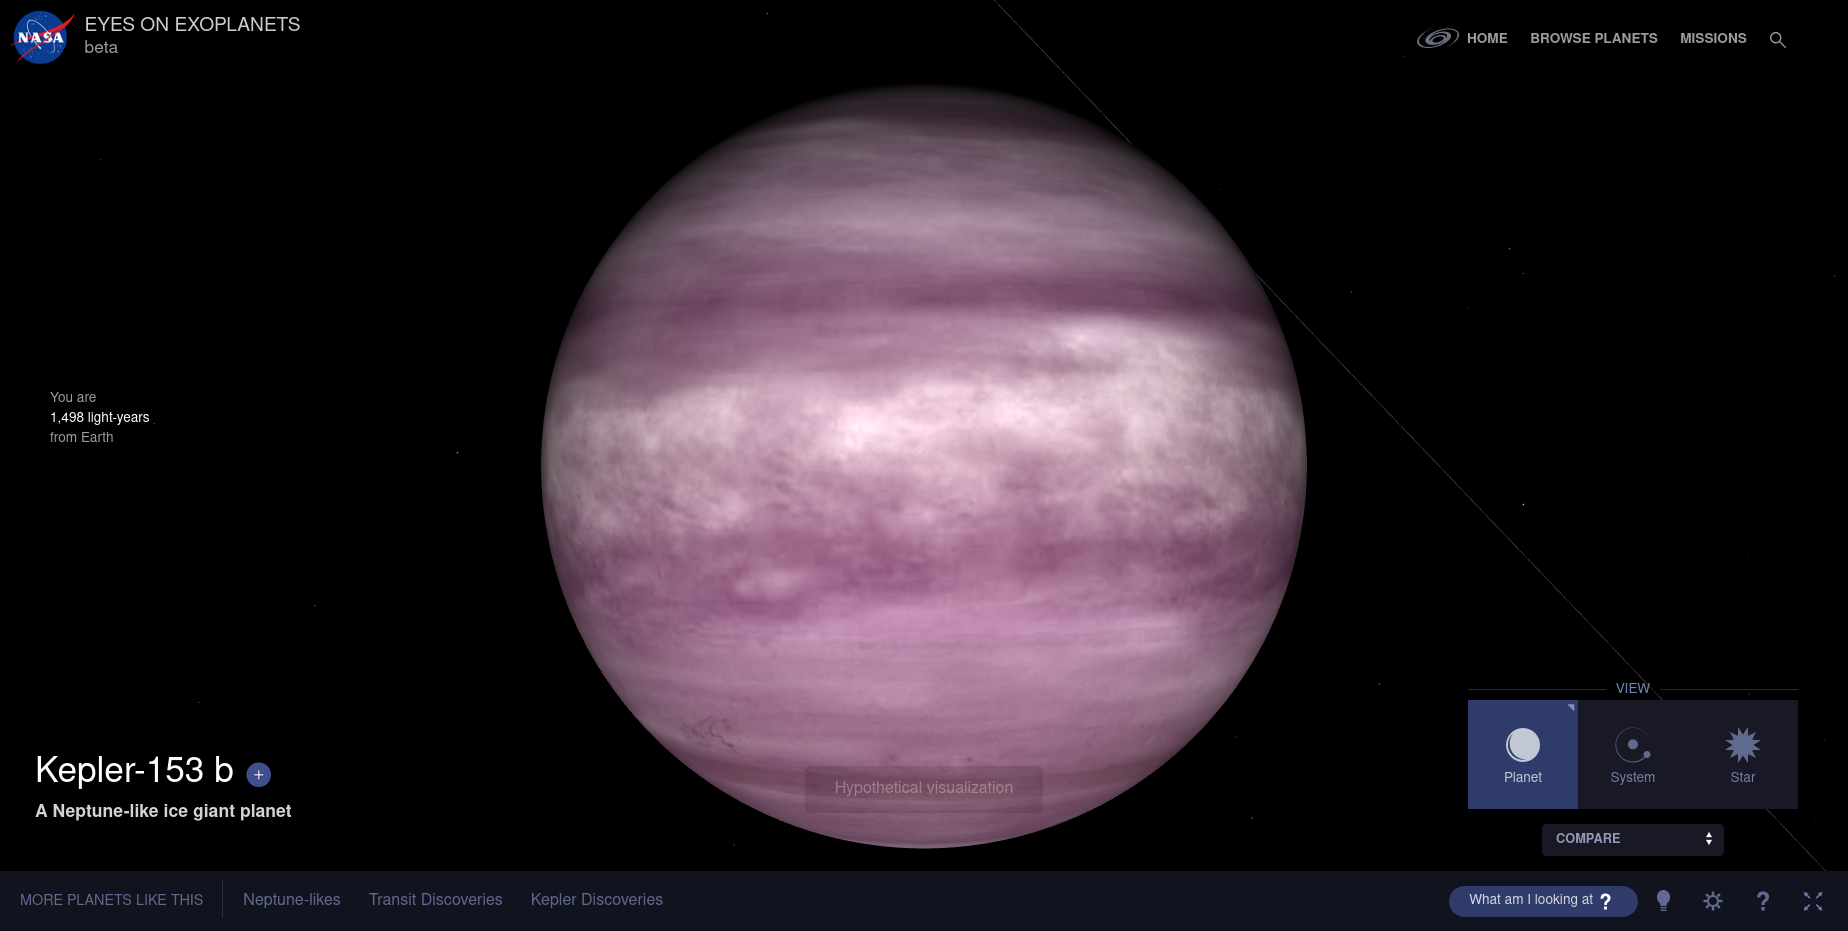 NASA
EYES ON EXOPLANETS
beta
HOME
BROWSE PLANETS
MISSIONS
You are
1,498 light-years
from Earth
Kepler-153 b +
A Neptune-like ice giant planet
Hypothetical visualization
VIEW
Planet
System
Star
COMPARE
MORE PLANETS LIKE THIS
Neptune-likes
Transit Discoveries
Kepler Discoveries
What am I looking at ?
?